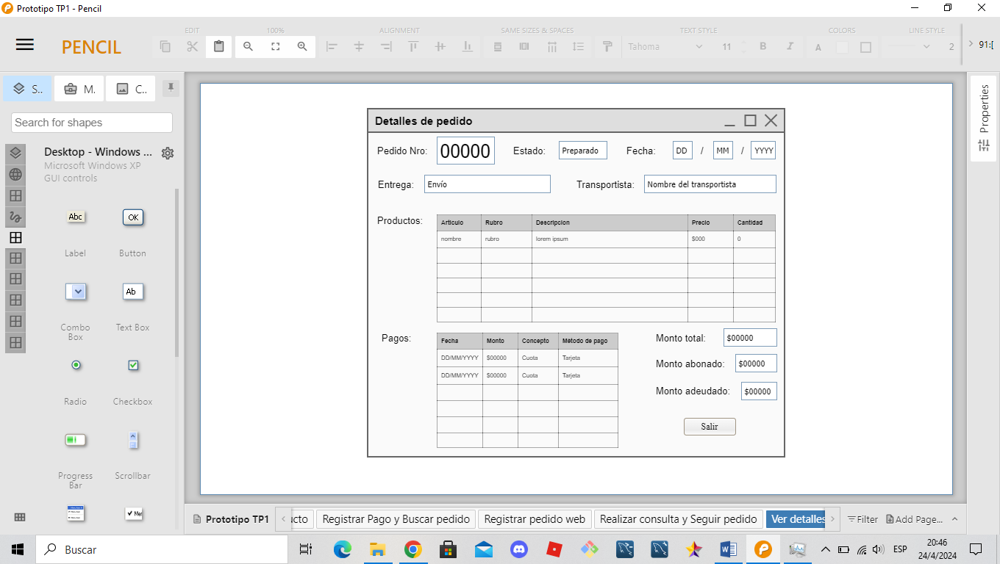 Prototipo TP1 - Pencil
EDIT
100%
ALIGNMENT
SAME SIZES & SPACES
TEXT STYLE
COLORS
LINE STYLE
PENCIL
Tahoma
11
B
I
A
2
91:[
S..
M.
C..
Properties
Search for shapes
Desktop - Windows ...
Microsoft Windows XP
GUI controls
Abc
OK
Label
Button
Ab
Combo
Box
Text Box
Radio
Checkbox
Progress
Bar
Scrollbar
Detalles de pedido
Pedido Nro:
00000
Estado:
Preparado
Fecha:
DD / MM / YYYY
Entrega:
Envío
Transportista:
Nombre del transportista
Productos:
Articulo Rubro Descripcion Precio Cantidad
nombre rubro lorem ipsum $000 0
Pagos:
Fecha Monto Concepto Método de pago
DD/MM/YYYY $00000 Cuota Tarjeta
DD/MM/YYYY $00000 Cuota Tarjeta
Monto total: $00000
Monto abonado: $00000
Monto adeudado: $00000
Salir
Prototipo TP1
ucto
Registrar Pago y Buscar pedido
Registrar pedido web
Realizar consulta y Seguir pedido
Ver detalles
Filter
Add Page...
Buscar
ESP
20:46
24/4/2024